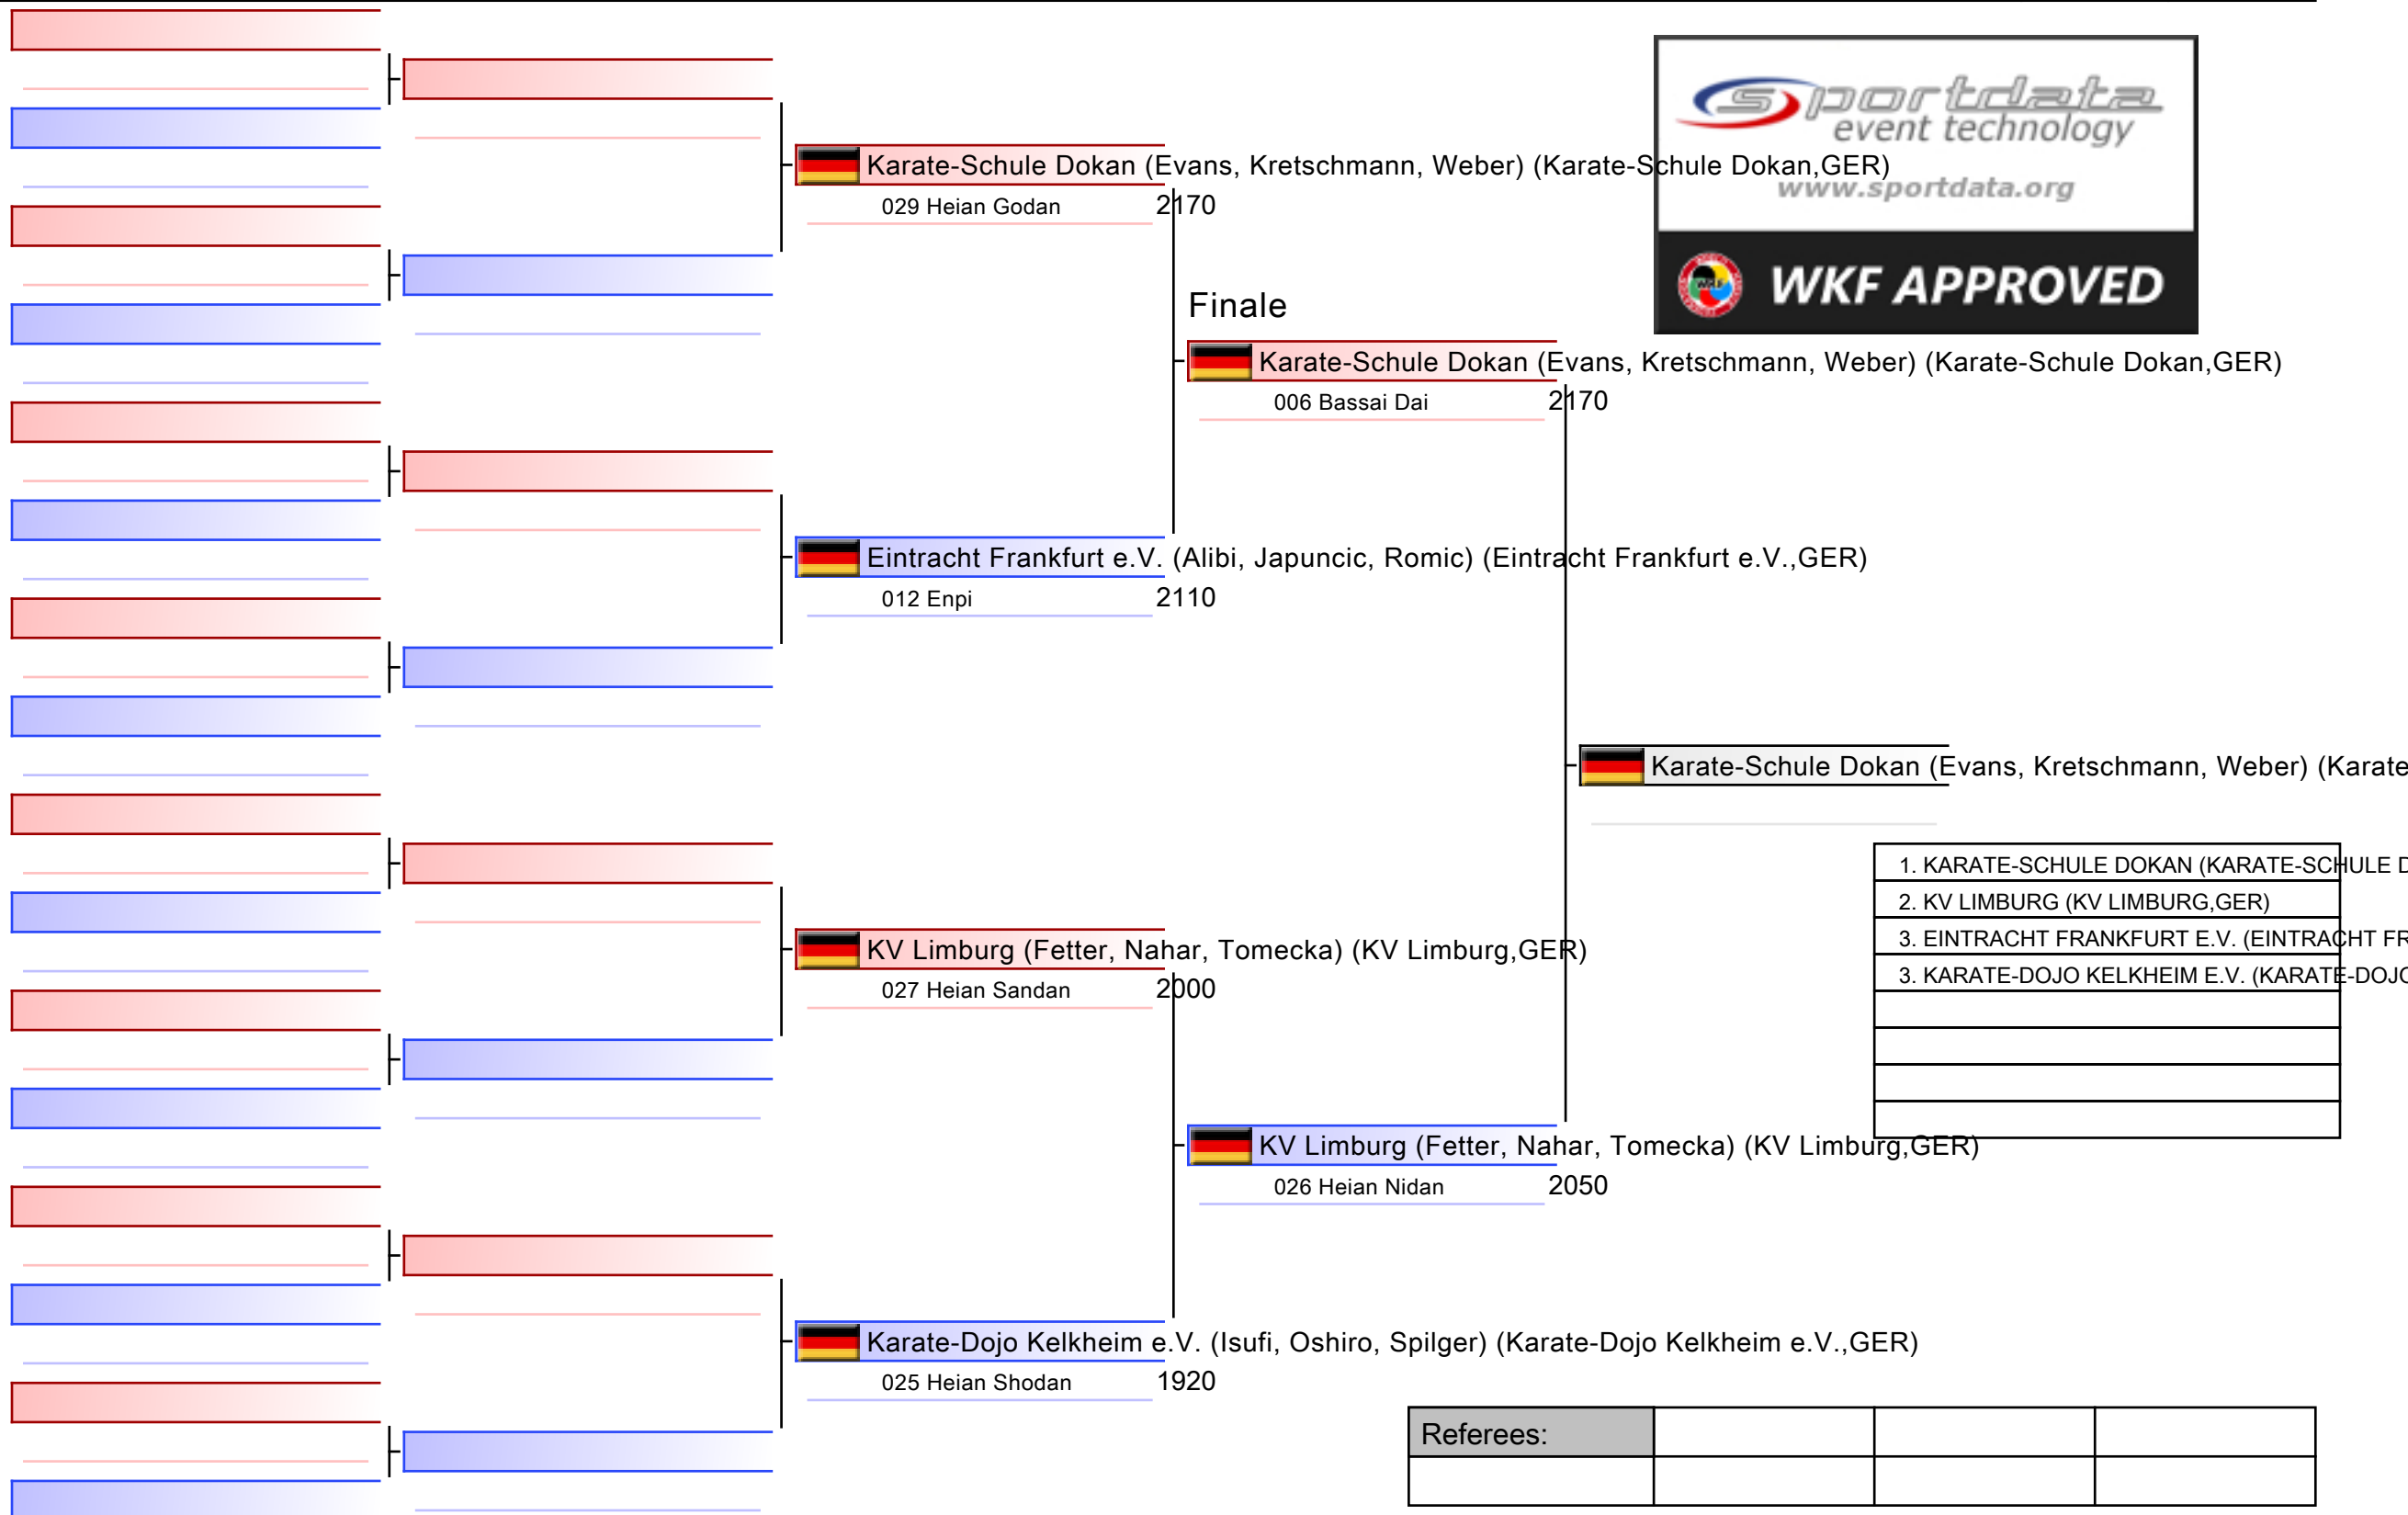 sportdata
event technology
www.sportdata.org
WKF APPROVED
Karate-Schule Dokan (Evans, Kretschmann, Weber) (Karate-Schule Dokan,GER)
029 Heian Godan 2170
Finale
Karate-Schule Dokan (Evans, Kretschmann, Weber) (Karate-Schule Dokan,GER)
006 Bassai Dai 2170
Eintracht Frankfurt e.V. (Alibi, Japuncic, Romic) (Eintracht Frankfurt e.V.,GER)
012 Enpi 2110
Karate-Schule Dokan (Evans, Kretschmann, Weber) (Karate
1. KARATE-SCHULE DOKAN (KARATE-SCHULE D
2. KV LIMBURG (KV LIMBURG,GER)
3. EINTRACHT FRANKFURT E.V. (EINTRACHT FR
3. KARATE-DOJO KELKHEIM E.V. (KARATE-DOJO
KV Limburg (Fetter, Nahar, Tomecka) (KV Limburg,GER)
027 Heian Sandan 2000
KV Limburg (Fetter, Nahar, Tomecka) (KV Limburg,GER)
026 Heian Nidan 2050
Karate-Dojo Kelkheim e.V. (Isufi, Oshiro, Spilger) (Karate-Dojo Kelkheim e.V.,GER)
025 Heian Shodan 1920
Referees: